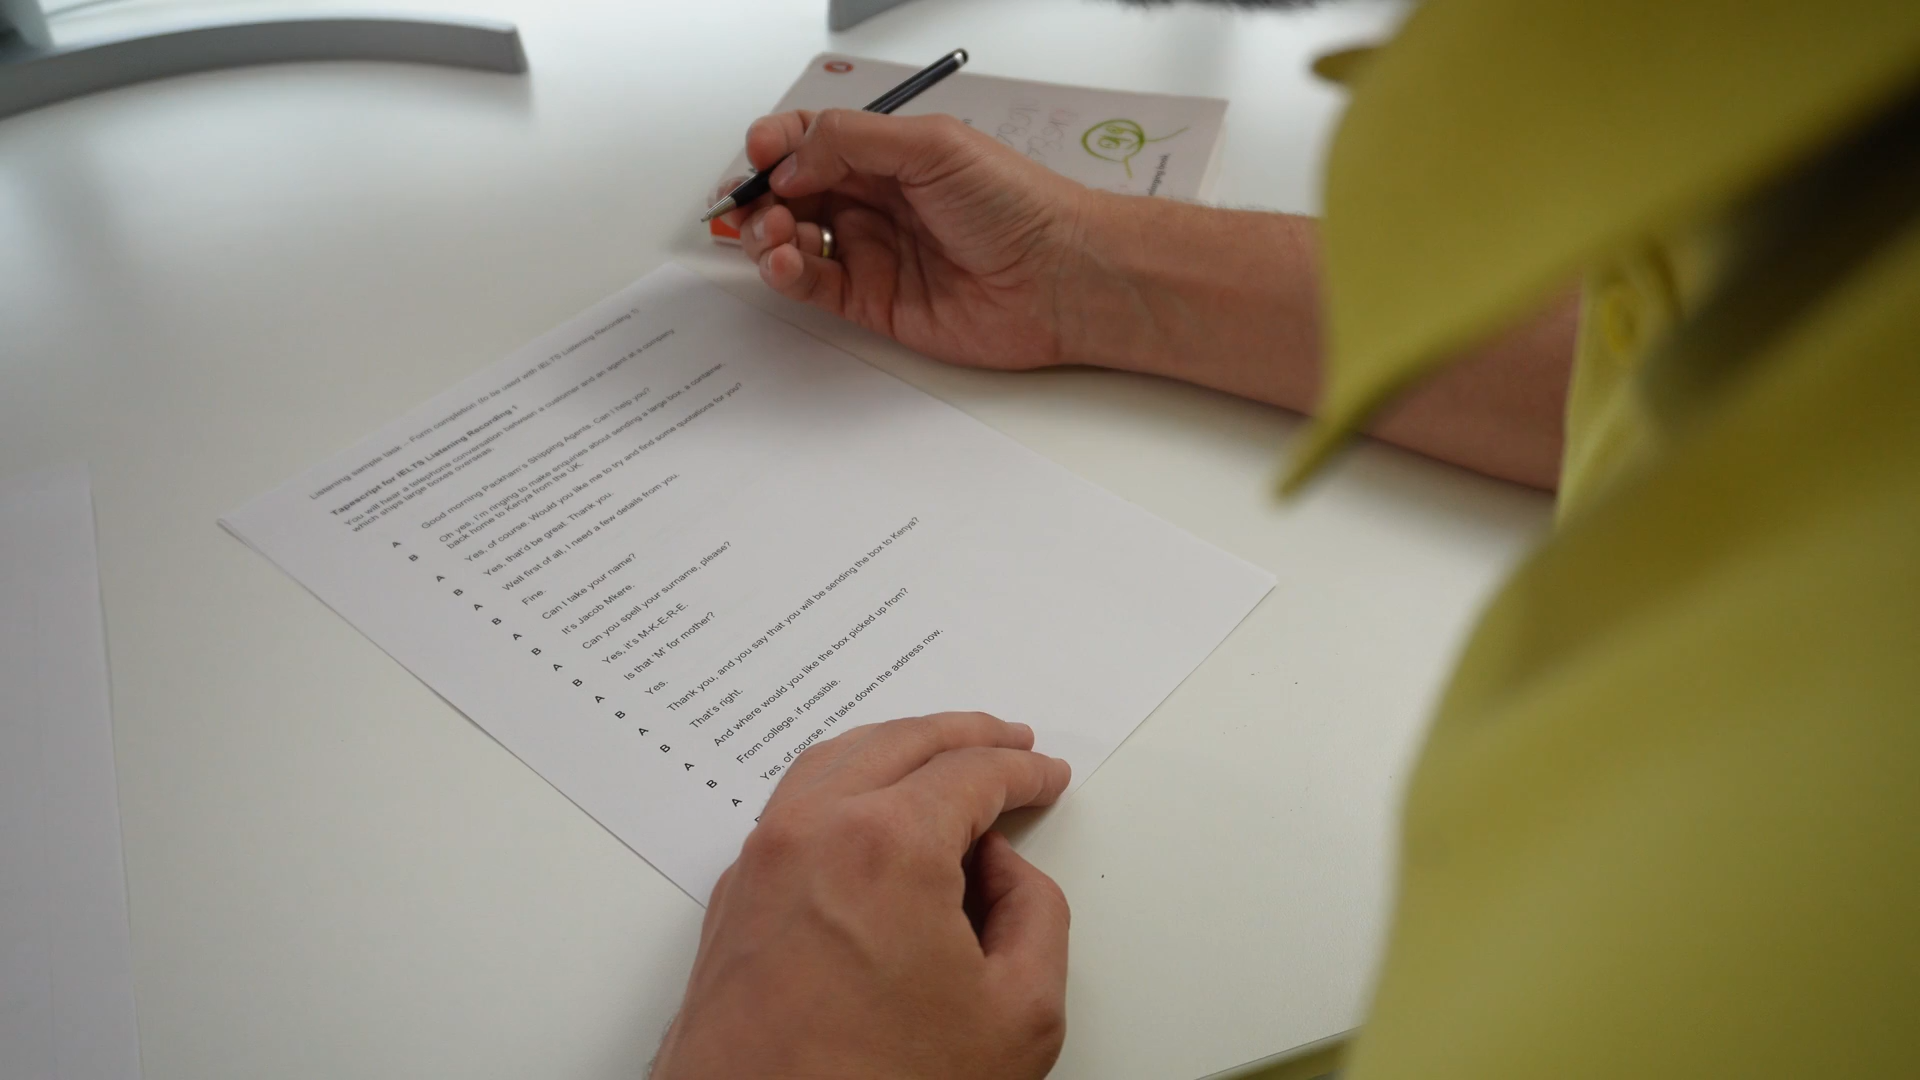 Listening sample task – Form completion (to be used with IELTS Listening Recording 1)
Tapescript for IELTS Listening Recording 1
You will hear a telephone conversation between a customer and an agent at a company
which ships large boxes overseas.
A Good morning Packham's Shipping Agents. Can I help you?
B Oh yes, I'm ringing to make enquiries about sending a large box, a container,
back home to Kenya from the UK.
A Yes, of course. Would you like me to try and find some quotations for you?
B Yes, that'd be great. Thank you.
A Well first of all, I need a few details from you.
B Fine.
A Can I take your name?
B It's Jacob Mkere.
A Can you spell your surname, please?
B Yes, it's M-K-E-R-E.
A Is that 'M' for mother?
B Yes.
A Thank you, and you say that you will be sending the box to Kenya?
B That's right.
A And where would you like the box picked up from?
B From college, if possible.
A Yes, of course. I'll take down the address now.